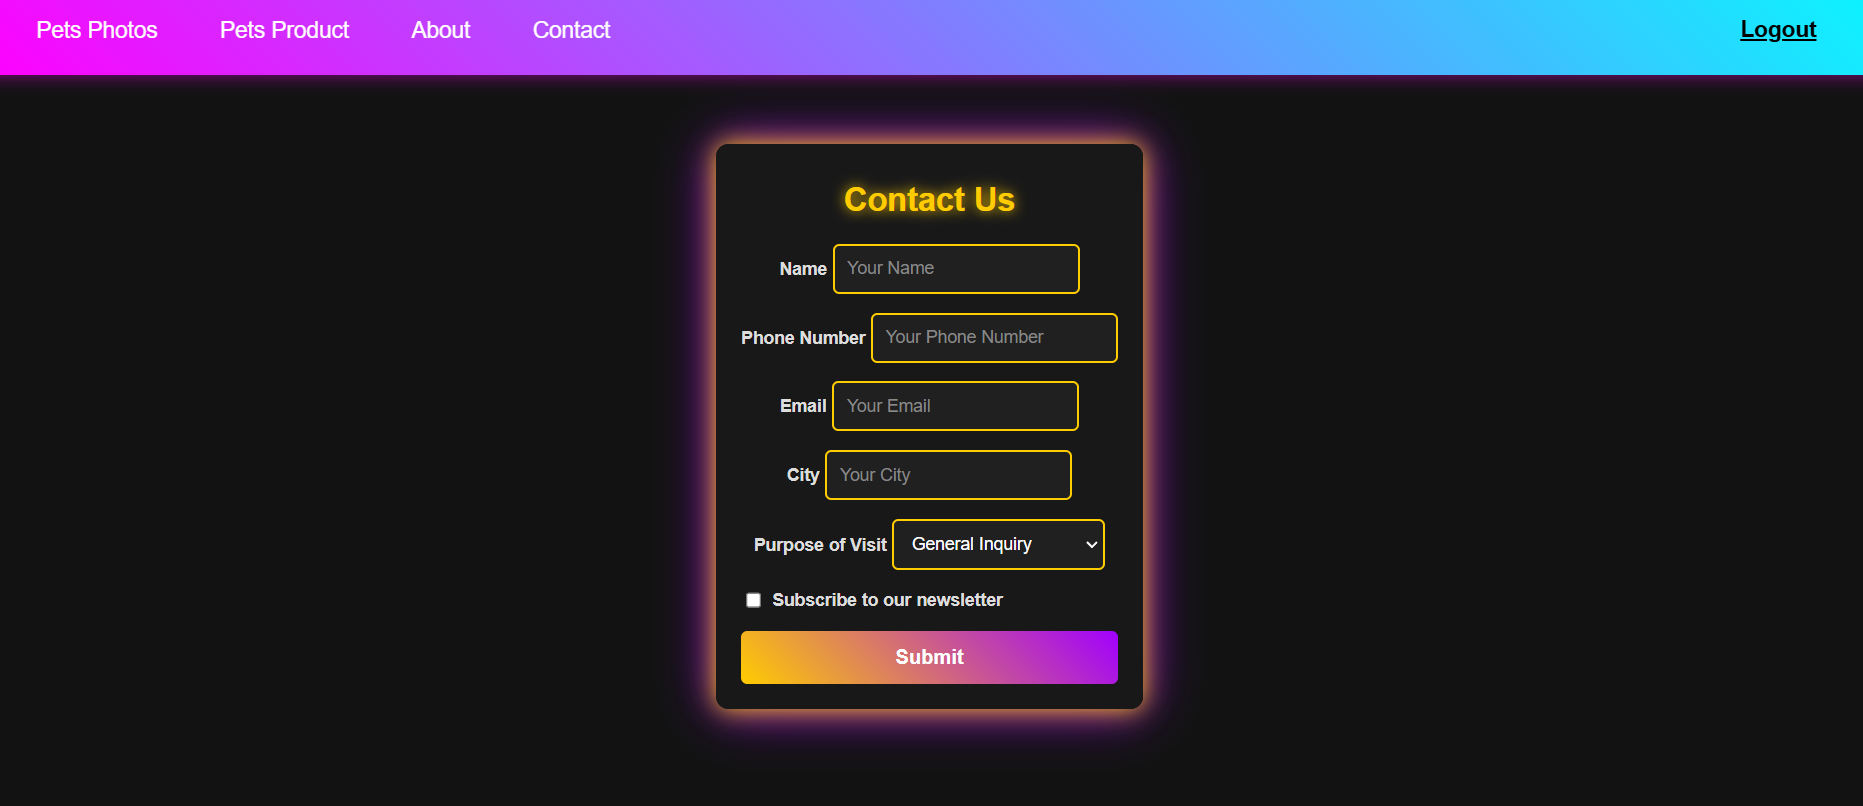 Pets Photos Pets Product About Contact Logout
Contact Us
Name Your Name
Phone Number Your Phone Number
Email Your Email
City Your City
Purpose of Visit General Inquiry
Subscribe to our newsletter
Submit